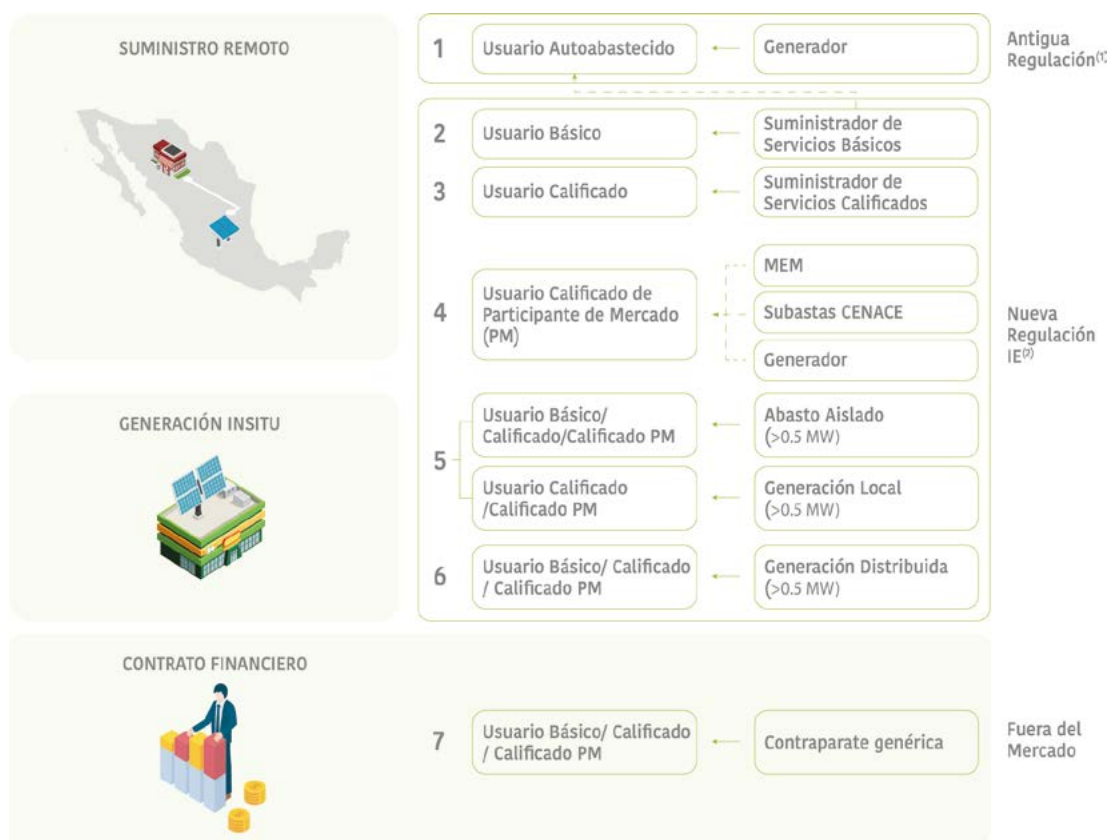 SUMINISTRO REMOTO
1
Usuario Autoabastecido
Generador
Antigua
Regulación(1)
2
Usuario Básico
Suministrador de
Servicios Básicos
3
Usuario Calificado
Suministrador de
Servicios Calificados
4
Usuario Calificado de
Participante de Mercado
(PM)
MEM
Subastas CENACE
Generador
Nueva
Regulación
IE(2)
GENERACIÓN INSITU
5
Usuario Básico/
Calificado/Calificado PM
Abasto Aislado
(>0.5 MW)
Usuario Calificado
/Calificado PM
Generación Local
(>0.5 MW)
6
Usuario Básico/ Calificado
/ Calificado PM
Generación Distribuida
(>0.5 MW)
CONTRATO FINANCIERO
7
Usuario Básico/ Calificado
/ Calificado PM
Contraparate genérica
Fuera del
Mercado